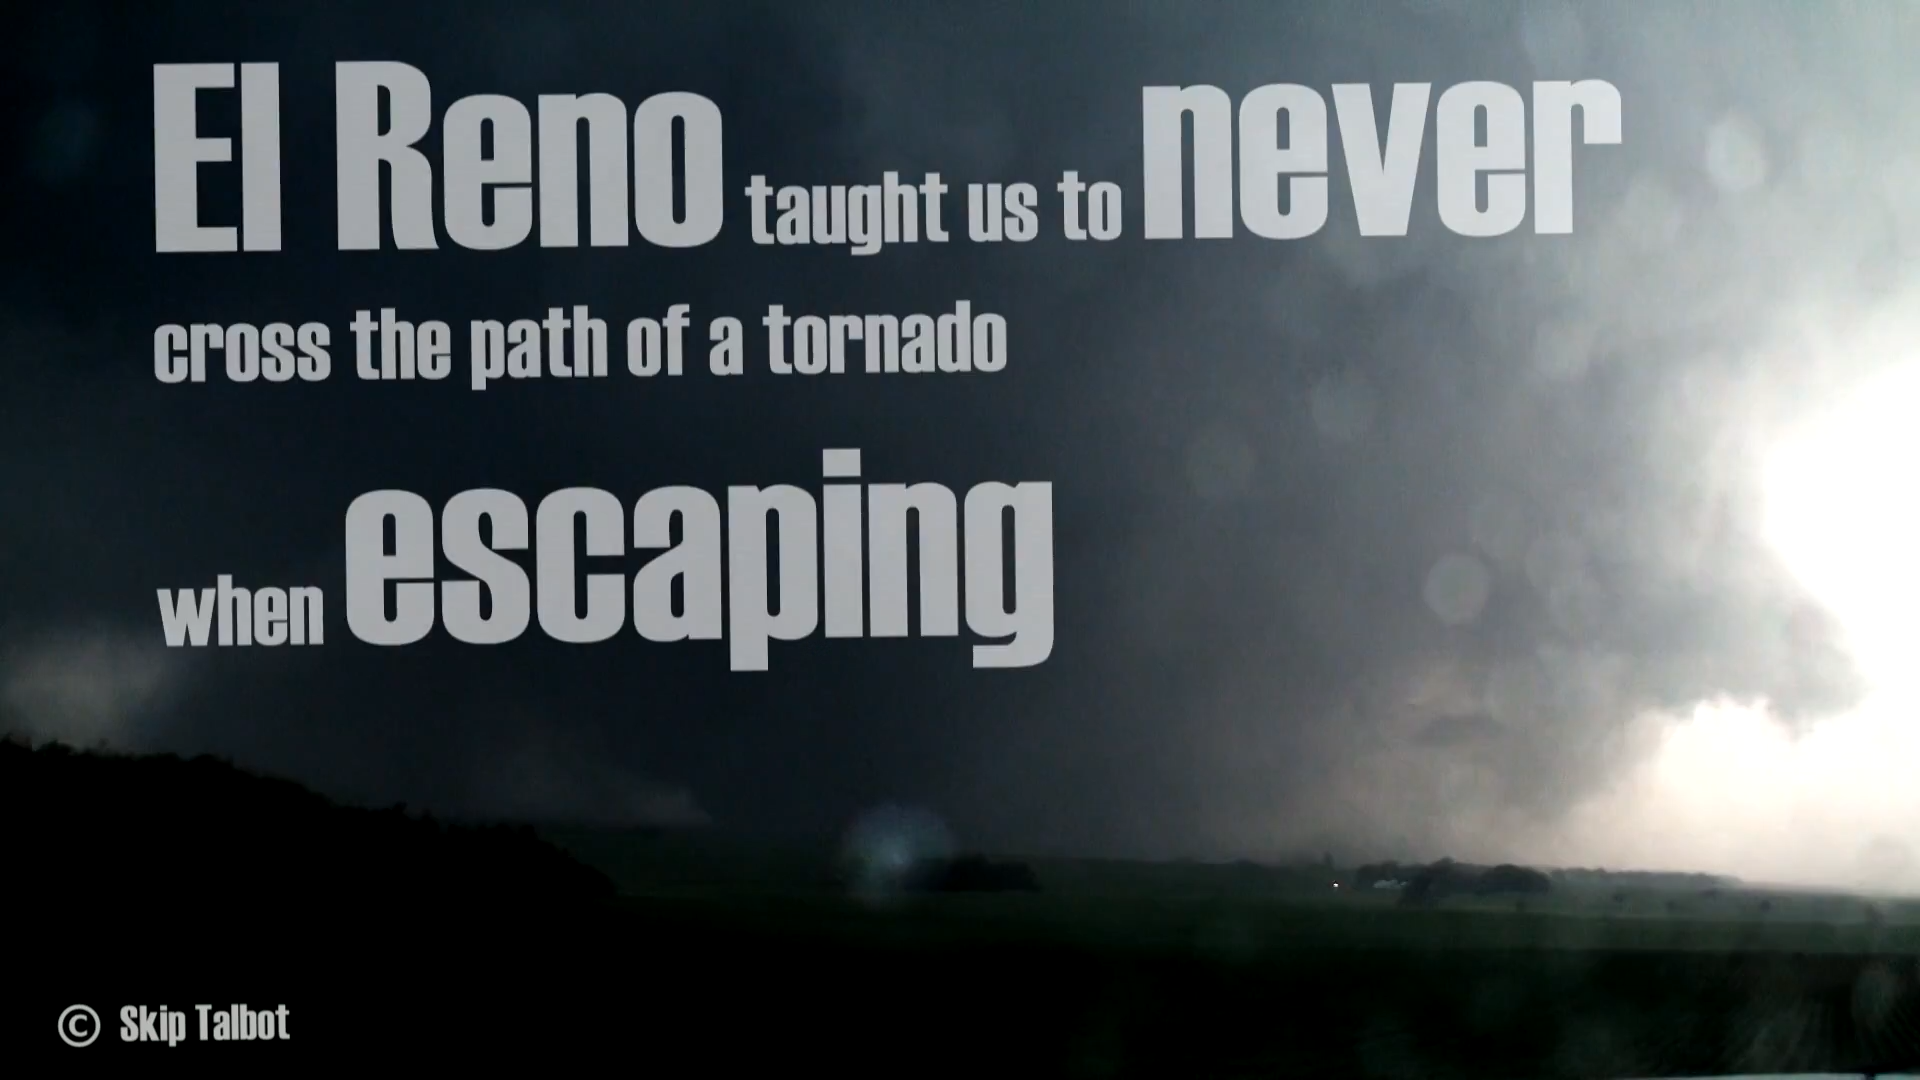 El Reno taught us to never
cross the path of a tornado
when escaping
© Skip Talbot